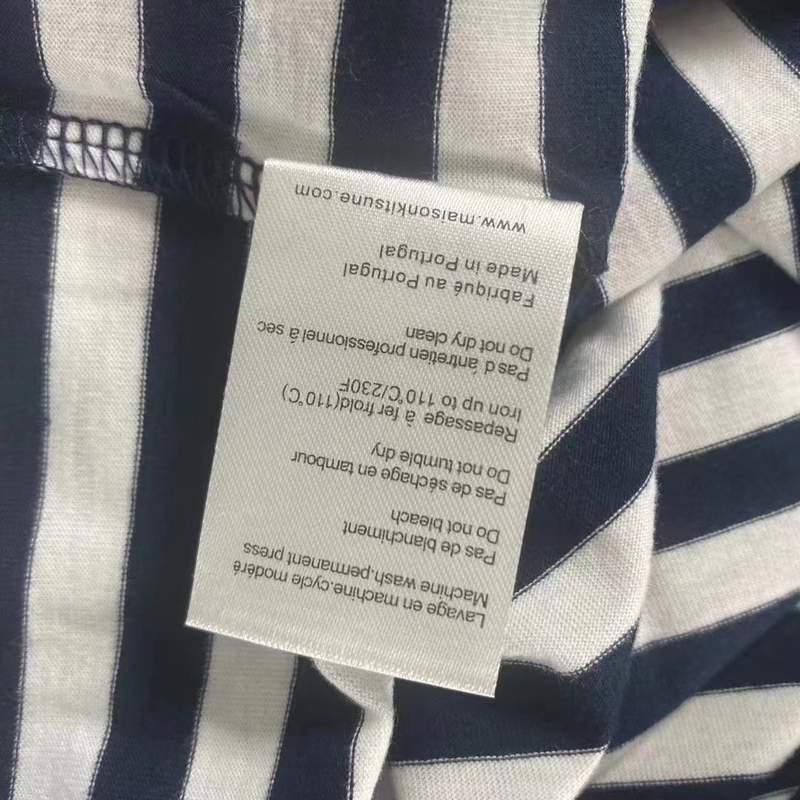 Lavage en machine.cycle modéré
Machine wash.permanent press
Pas de blanchiment
Do not bleach
Pas de séchage en tambour
Do not tumble dry
Repassage à fer frold(110°C)
Iron up to 110°C/230F
Pas d ántretien professionnel à sec
Do not dry clean
Fabriqué au Portugal
Made in Portugal
www.maisonkitsune.com